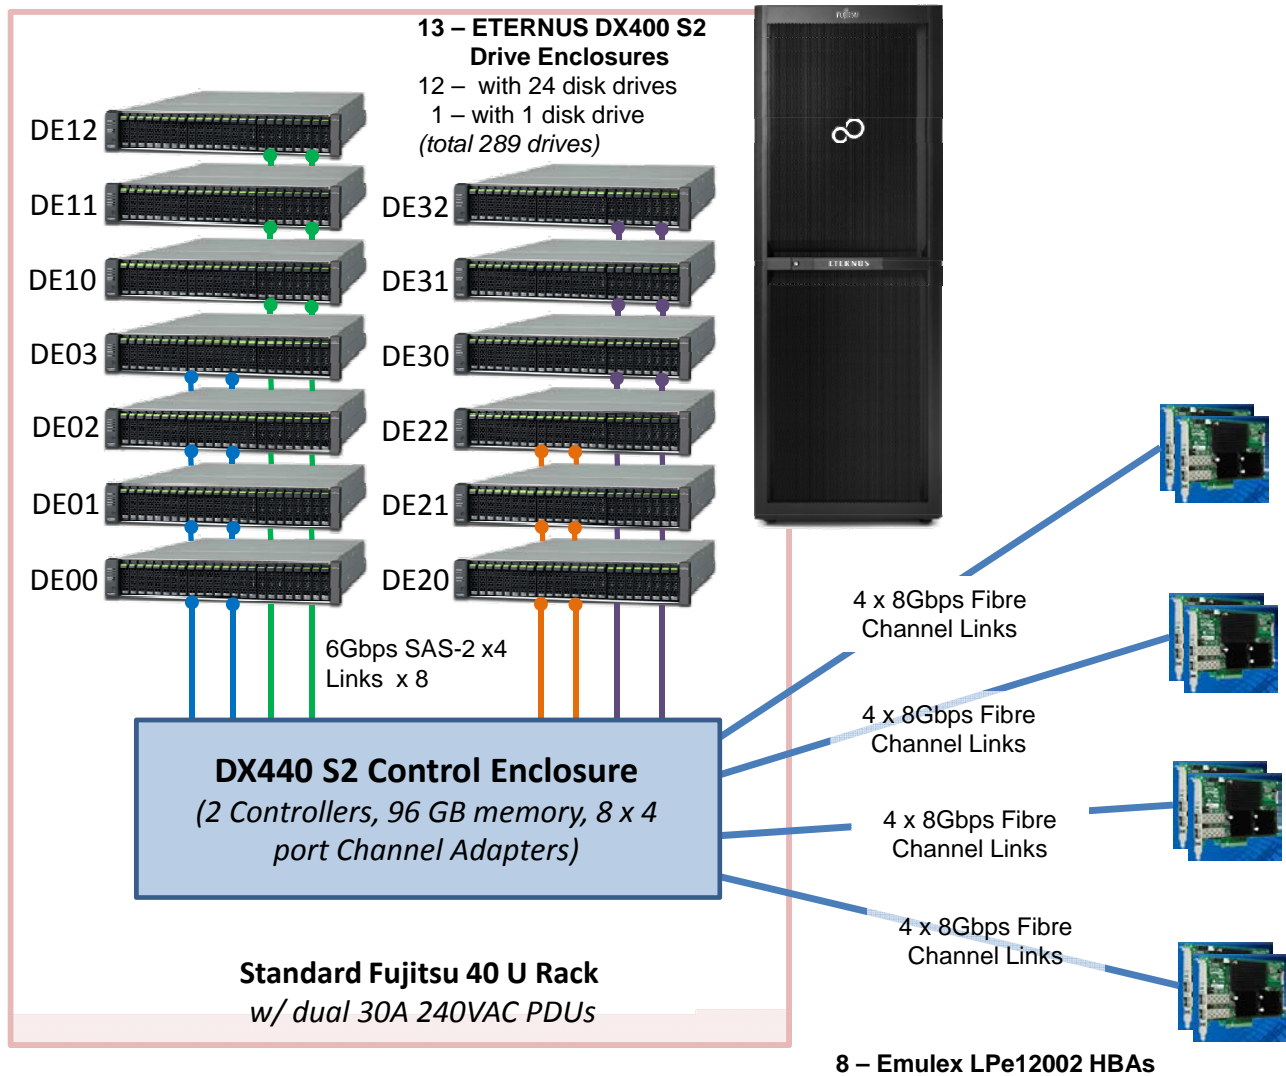 13 – ETERNUS DX400 S2
Drive Enclosures
12 – with 24 disk drives
1 – with 1 disk drive
(total 289 drives)
FUJITSU
ETERNUS
DE12
DE11
DE10
DE03
DE02
DE01
DE00
DE32
DE31
DE30
DE22
DE21
DE20
6Gbps SAS-2 x4
Links x 8
DX440 S2 Control Enclosure
(2 Controllers, 96 GB memory, 8 x 4
port Channel Adapters)
Standard Fujitsu 40 U Rack
w/ dual 30A 240VAC PDUs
4 x 8Gbps Fibre
Channel Links
4 x 8Gbps Fibre
Channel Links
4 x 8Gbps Fibre
Channel Links
4 x 8Gbps Fibre
Channel Links
8 – Emulex LPe12002 HBAs